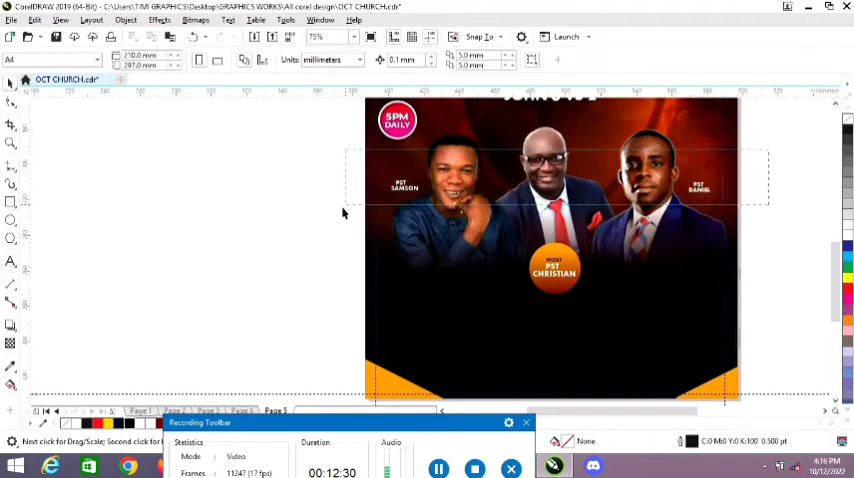 CorelDRAW 2019 (64-Bit) - C:\Users\TIMI GRAPHICS\Desktop\GRAPHICS WORKS\All corel design\OCT CHURCH.cdr*
File Edit View Layout Object Effects Bitmaps Text Table Tools Window Help
75% Snap To Launch
A4 210.0 mm 297.0 mm Units: millimeters 0.1 mm 5.0 mm 5.0 mm
OCT CHURCH.cdr*
millimeters
5PM
DAILY
PST
SAMSON
PST
DANIEL
HOST
PST
CHRISTIAN
Page 1 Page 2 Page 3 Page 4 Page 5
Recording Toolbar
Next click for Drag/Scale; Second click
None
C:0 M:0 Y:0 K:100 0.500 pt
Statistics Duration Audio
Mode : Video
Frames : 11247 (17 fps)
00:12:30
4:16 PM
10/12/2022